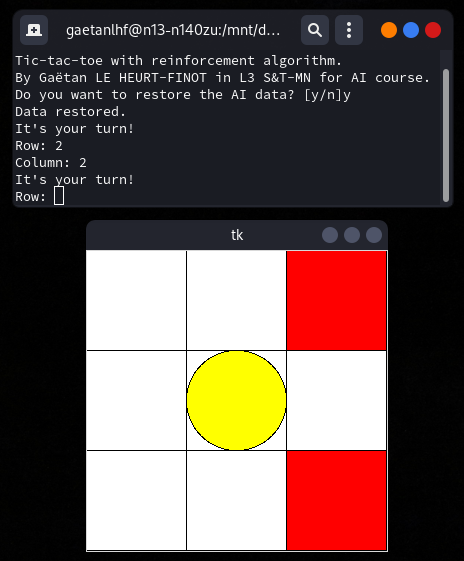 gaetanlhf@n13-n140zu:/mnt/d...
Tic-tac-toe with reinforcement algorithm.
By Gaëtan LE HEURT-FINOT in L3 S&T-MN for AI course.
Do you want to restore the AI data? [y/n]y
Data restored.
It's your turn!
Row: 2
Column: 2
It's your turn!
Row:
tk